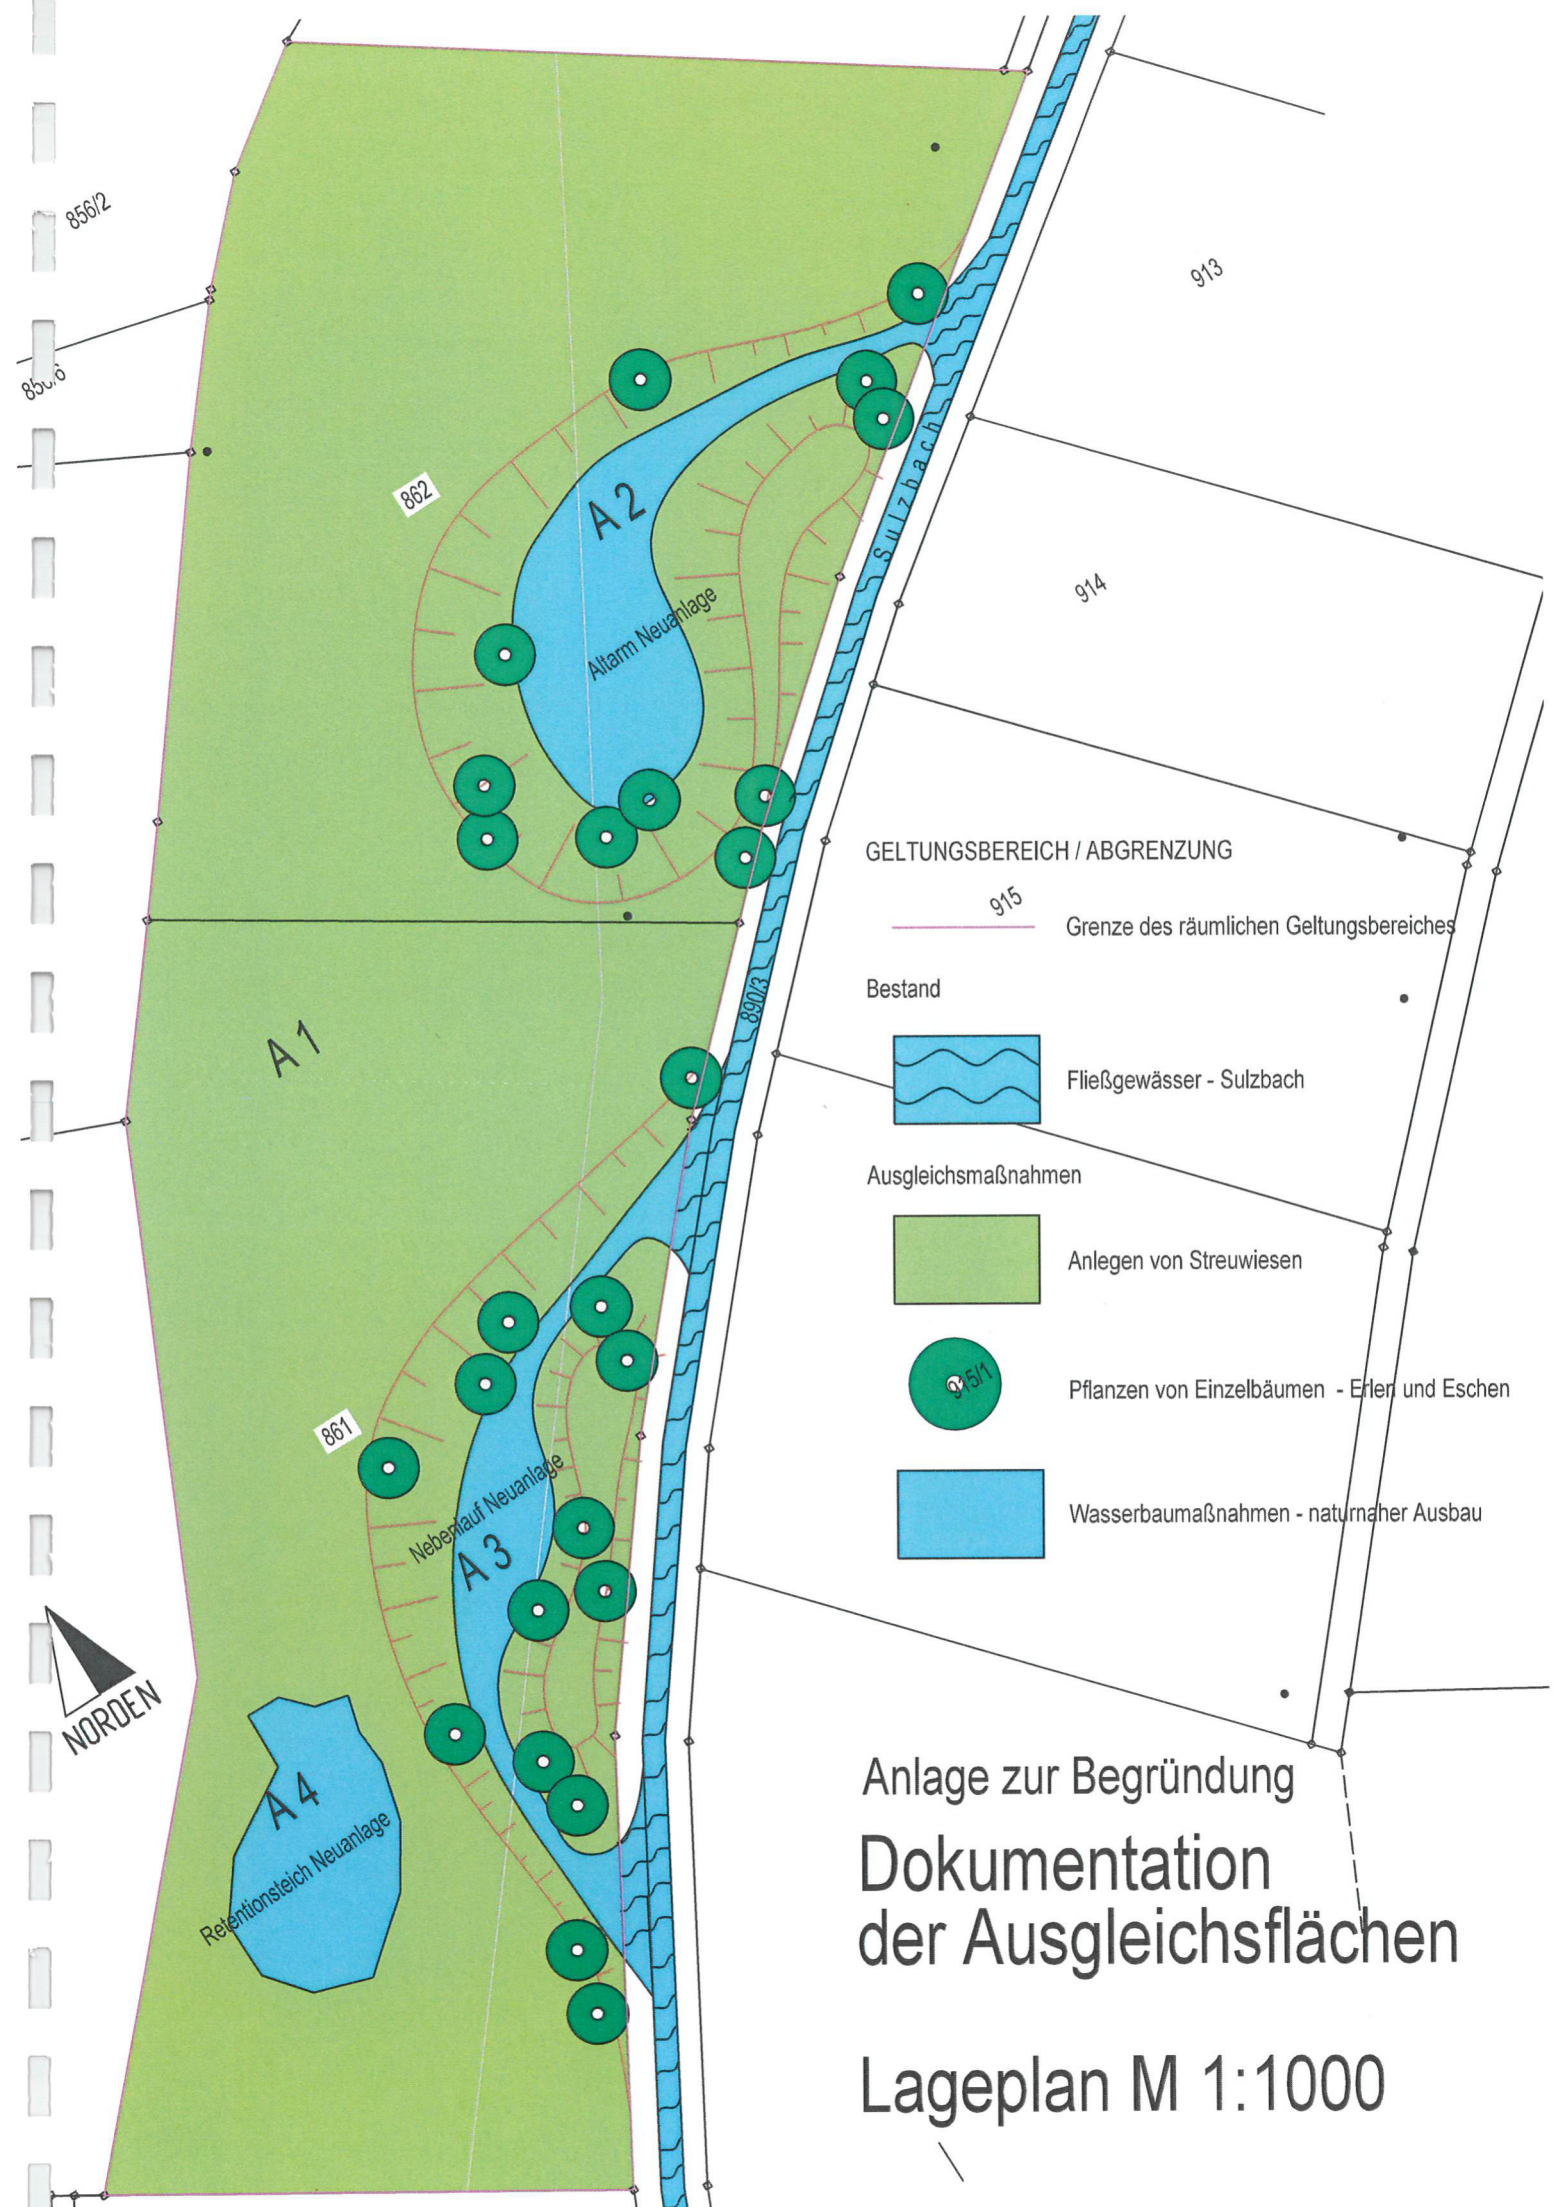 856/2
913
862
A 2
Sulzbach
914
Altarm Neuanlage
GELTUNGSBEREICH / ABGRENZUNG
915
Grenze des räumlichen Geltungsbereiches
890/3
Bestand
A 1
Fließgewässer - Sulzbach
Ausgleichsmaßnahmen
Anlegen von Streuwiesen
915/1
Pflanzen von Einzelbäumen - Erlen und Eschen
861
Nebenlauf Neuanlage
A 3
Wasserbaumaßnahmen - naturnaher Ausbau
NORDEN
A 4
Retentionsteich Neuanlage
Anlage zur Begründung
Dokumentation
der Ausgleichsflächen
Lageplan M 1:1000